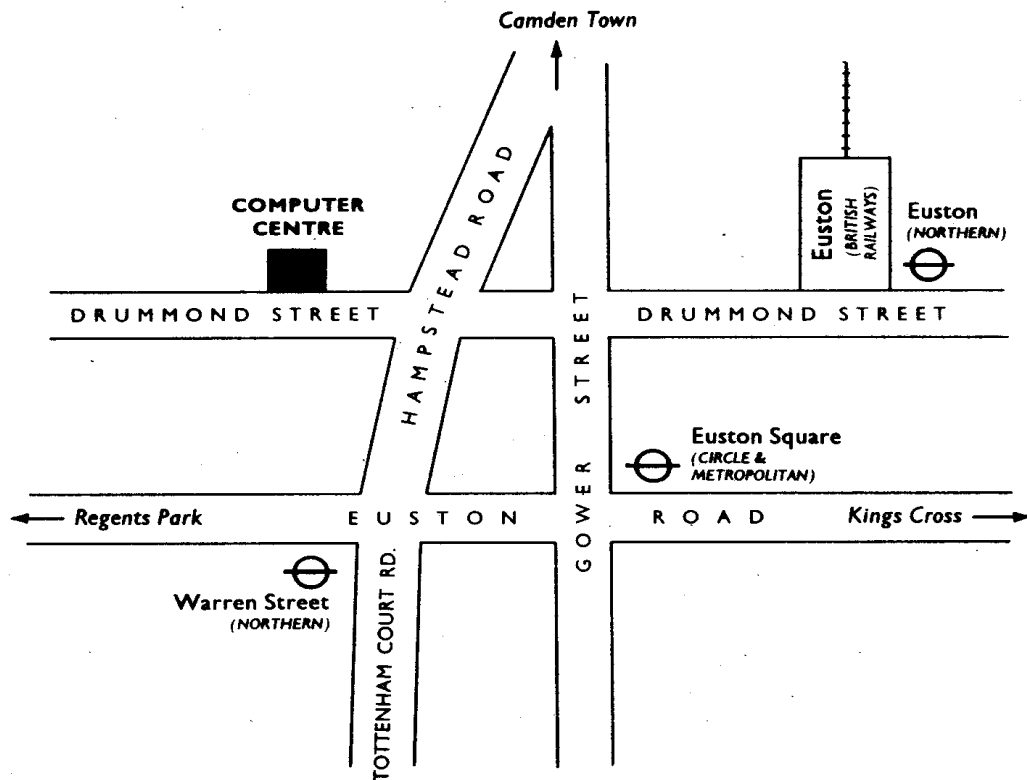 Camden Town
HAMPSTEAD ROAD
COMPUTER
CENTRE
Euston
(BRITISH
RAILWAYS)
Euston
(NORTHERN)
DRUMMOND STREET
DRUMMOND STREET
GOWER STREET
Euston Square
(CIRCLE &
METROPOLITAN)
Regents Park
EUSTON ROAD
Kings Cross
Warren Street
(NORTHERN)
TOTTENHAM COURT RD.